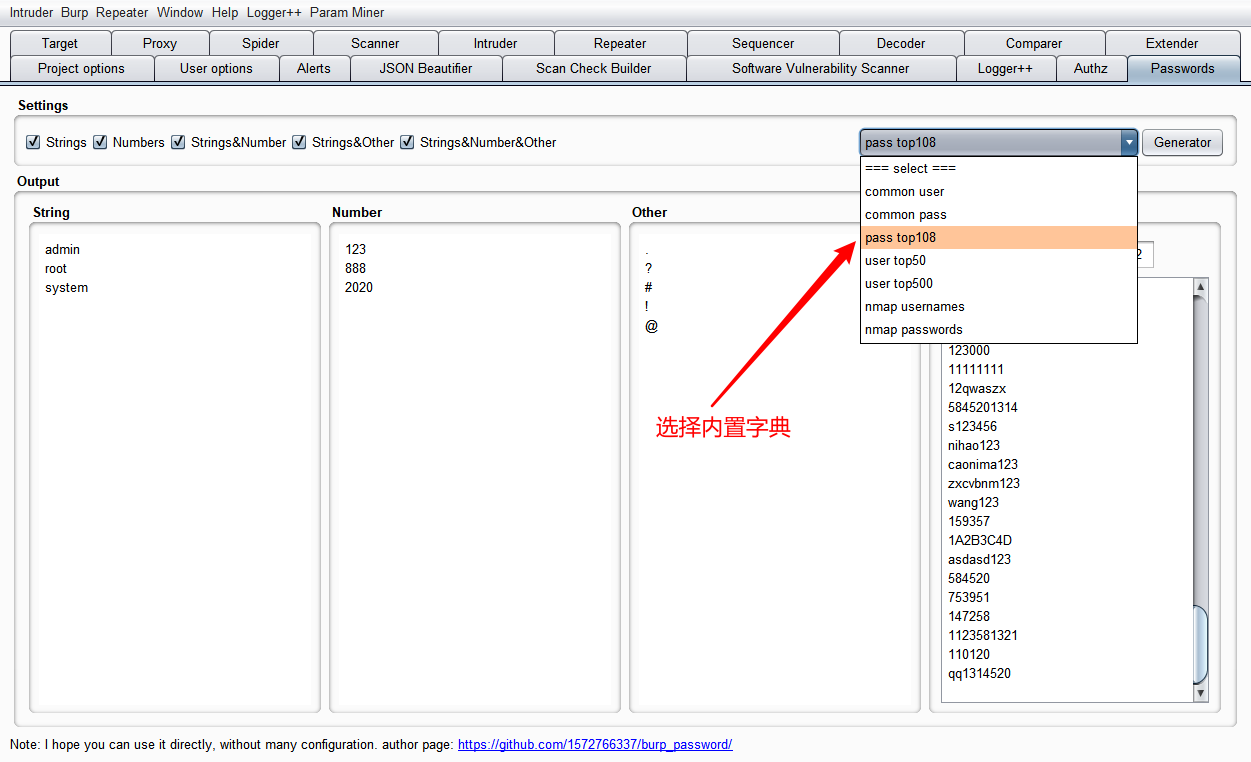 Intruder Burp Repeater Window Help Logger++ Param Miner
Target Proxy Spider Scanner Intruder Repeater Sequencer Decoder Comparer Extender
Project options User options Alerts JSON Beautifier Scan Check Builder Software Vulnerability Scanner Logger++ Authz Passwords
Settings
Strings Numbers Strings&Number Strings&Other Strings&Number&Other pass top108 Generator
=== select ===
common user
common pass
pass top108
user top50
user top500
nmap usernames
nmap passwords
Output
String
admin
root
system
Number
123
888
2020
Other
.
?
#
!
@
选择内置字典
2
123000
11111111
12qwaszx
5845201314
s123456
nihao123
caonima123
zxcvbnm123
wang123
159357
1A2B3C4D
asdasd123
584520
753951
147258
1123581321
110120
qq1314520
Note: I hope you can use it directly, without many configuration. author page: https://github.com/1572766337/burp_password/